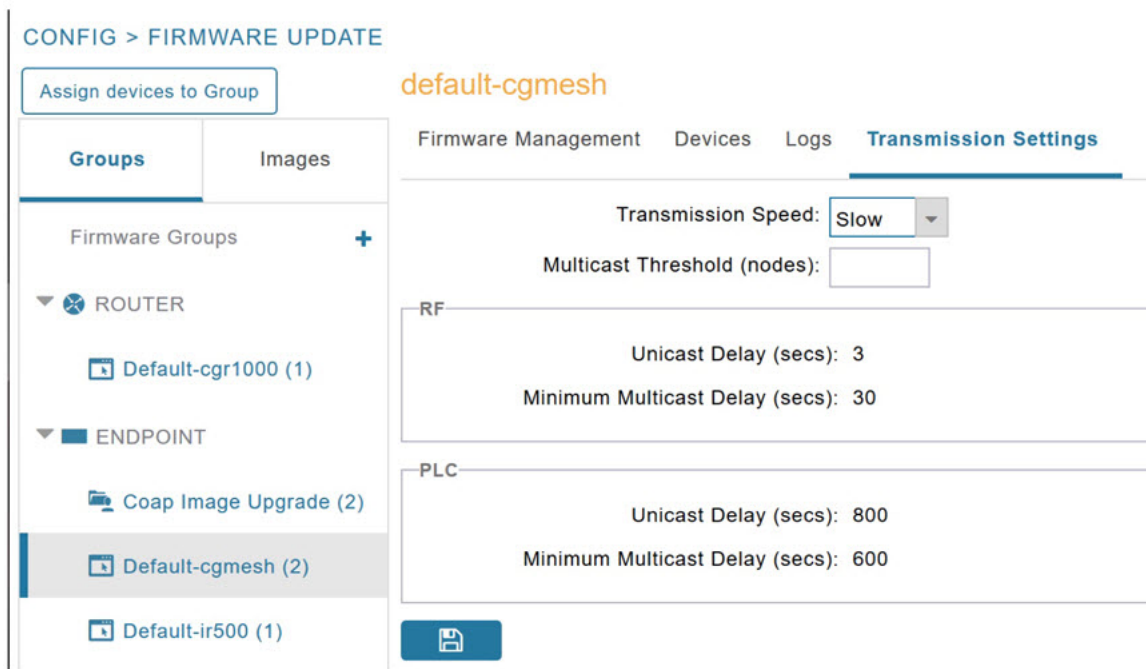 CONFIG > FIRMWARE UPDATE
Assign devices to Group
Groups
Images
Firmware Groups
+
ROUTER
Default-cgr1000 (1)
ENDPOINT
Coap Image Upgrade (2)
Default-cgmesh (2)
Default-ir500 (1)
default-cgmesh
Firmware Management Devices Logs Transmission Settings
Transmission Speed: Slow
Multicast Threshold (nodes):
RF
Unicast Delay (secs): 3
Minimum Multicast Delay (secs): 30
PLC
Unicast Delay (secs): 800
Minimum Multicast Delay (secs): 600